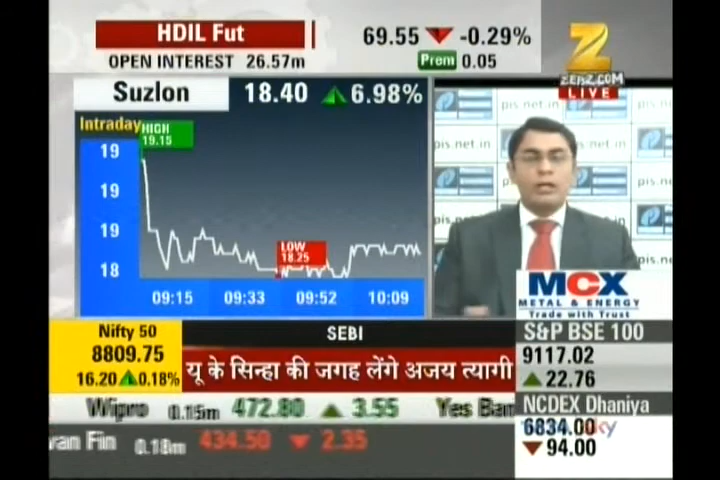 HDIL Fut
OPEN INTEREST 26.57m
69.55 -0.29%
Prem 0.05
ZEEBIZ.COM
LIVE
Suzlon
18.40 6.98%
Intraday
HIGH
19.15
19
19
19
18
LOW
18.25
09:15 09:33 09:52 10:09
pis.net.in
MCX
METAL & ENERGY
Trade with Trust
Nifty 50
8809.75
16.20 0.18%
SEBI
यू के सिन्हा की जगह लेंगे अजय त्यागी
S&P BSE 100
9117.02
22.76
NCDEX Dhaniya
6834.00
94.00
Wipro 0.15m 472.80 3.55 Yes Ban
Fin 0.18m 434.50 2.35